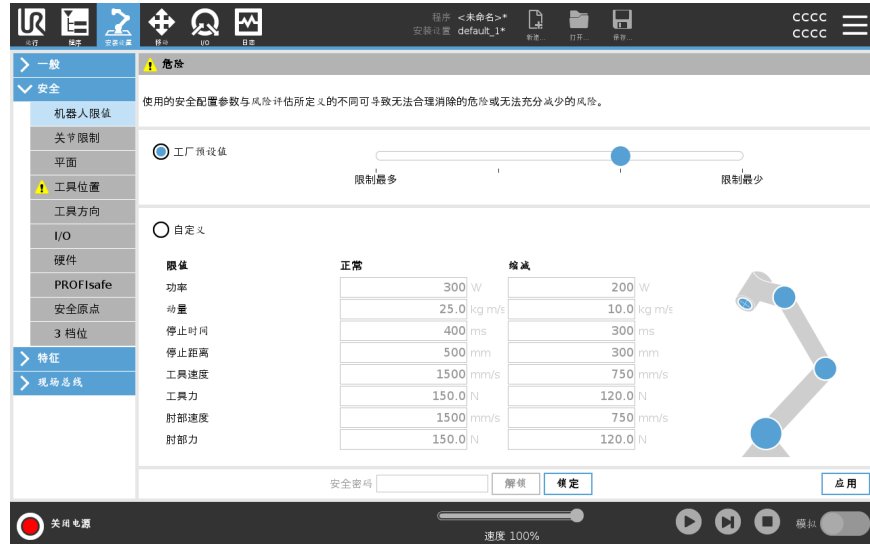 UR
运行 程序 安装设置 移动 I/O 日志
程序 <未命名>*
安装设置 default_1*
新建... 打开... 保存...
cccc
cccc
一般
安全
机器人限值
关节限制
平面
工具位置
工具方向
I/O
硬件
PROFIsafe
安全原点
3 档位
特征
现场总线
危险
使用的安全配置参数与风险评估所定义的不同可导致无法合理消除的危险或无法充分减少的风险。
工厂预设值
限制最多 限制最少
自定义
限值 正常 缩减
功率 300 W 200 W
动量 25.0 kg m/s 10.0 kg m/s
停止时间 400 ms 300 ms
停止距离 500 mm 300 mm
工具速度 1500 mm/s 750 mm/s
工具力 150.0 N 120.0 N
肘部速度 1500 mm/s 750 mm/s
肘部力 150.0 N 120.0 N
安全密码 解锁 锁定 应用
关闭电源
速度 100%
模拟